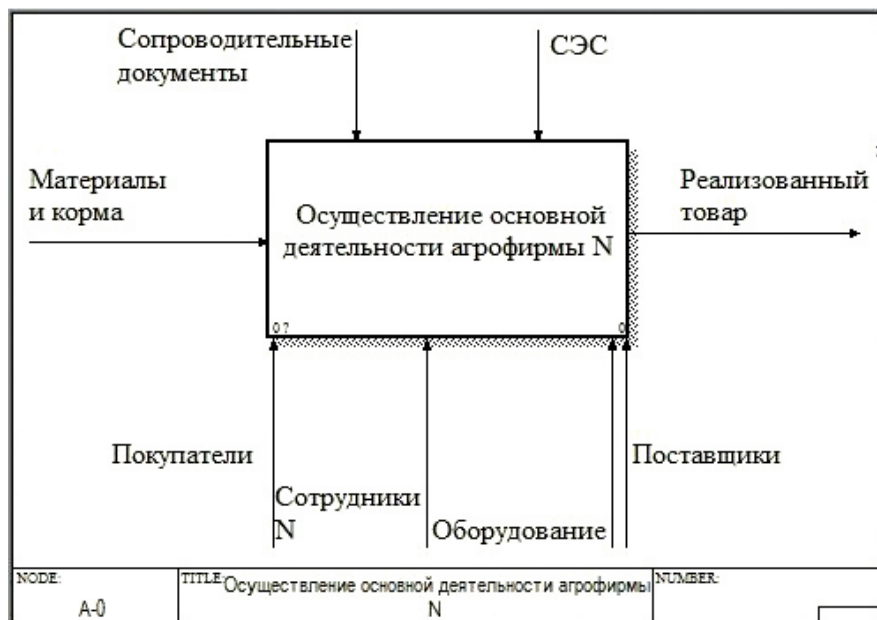 Сопроводительные
документы
СЭС
Материалы
и корма
Реализованный
товар
Осуществление основной
деятельности агрофирмы N
0 ?
0
Покупатели
Поставщики
Сотрудники
N
Оборудование
NODE:
A-0
TITLE:
Осуществление основной деятельности агрофирмы
N
NUMBER: